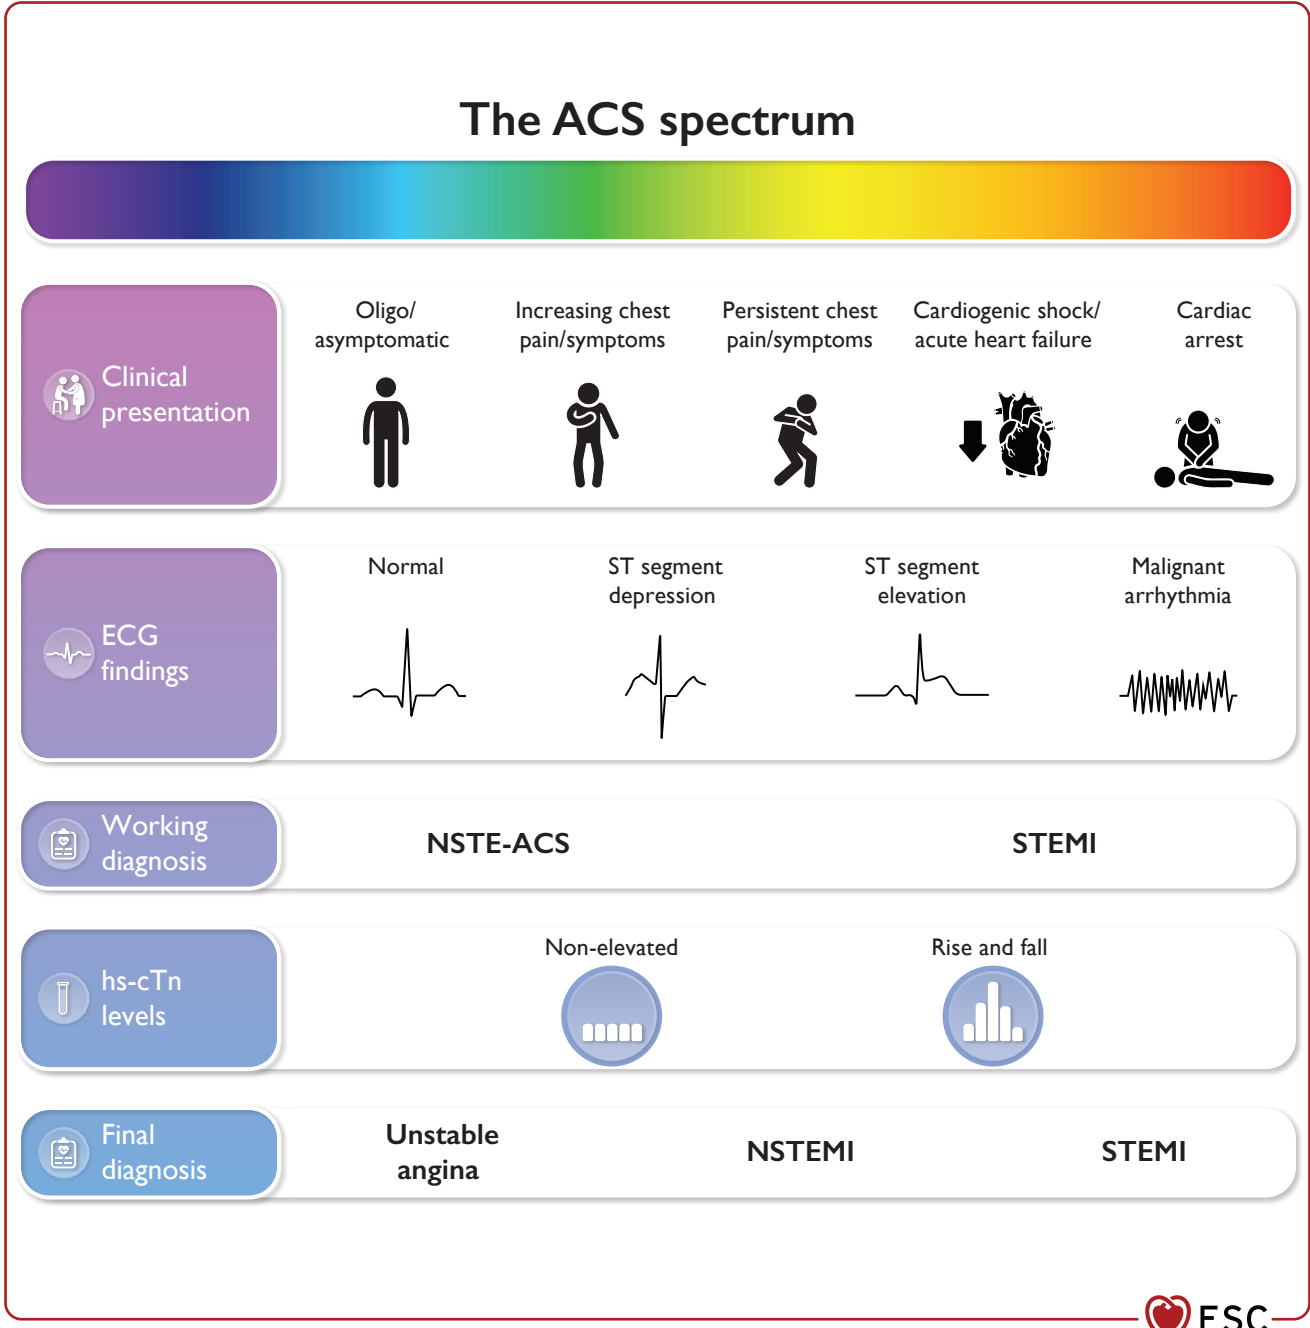 The ACS spectrum
Clinical
presentation
Oligo/
asymptomatic
Increasing chest
pain/symptoms
Persistent chest
pain/symptoms
Cardiogenic shock/
acute heart failure
Cardiac
arrest
ECG
findings
Normal
ST segment
depression
ST segment
elevation
Malignant
arrhythmia
Working
diagnosis
NSTE-ACS
STEMI
hs-cTn
levels
Non-elevated
Rise and fall
Final
diagnosis
Unstable
angina
NSTEMI
STEMI
ESC